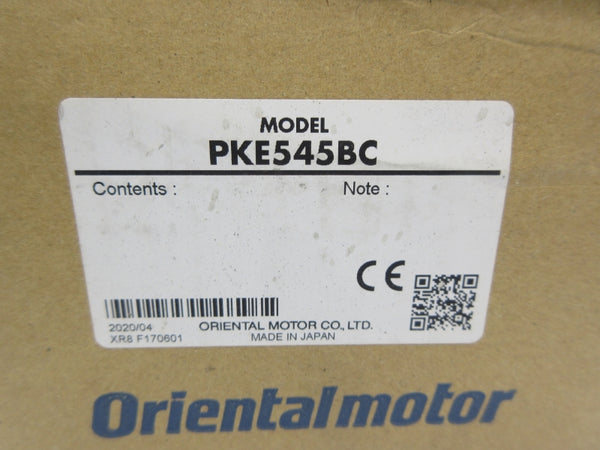 MODEL
PKE545BC
Contents : Note :
CE
2020/04 ORIENTAL MOTOR CO., LTD.
XR8 F170601 MADE IN JAPAN
Orientalmotor